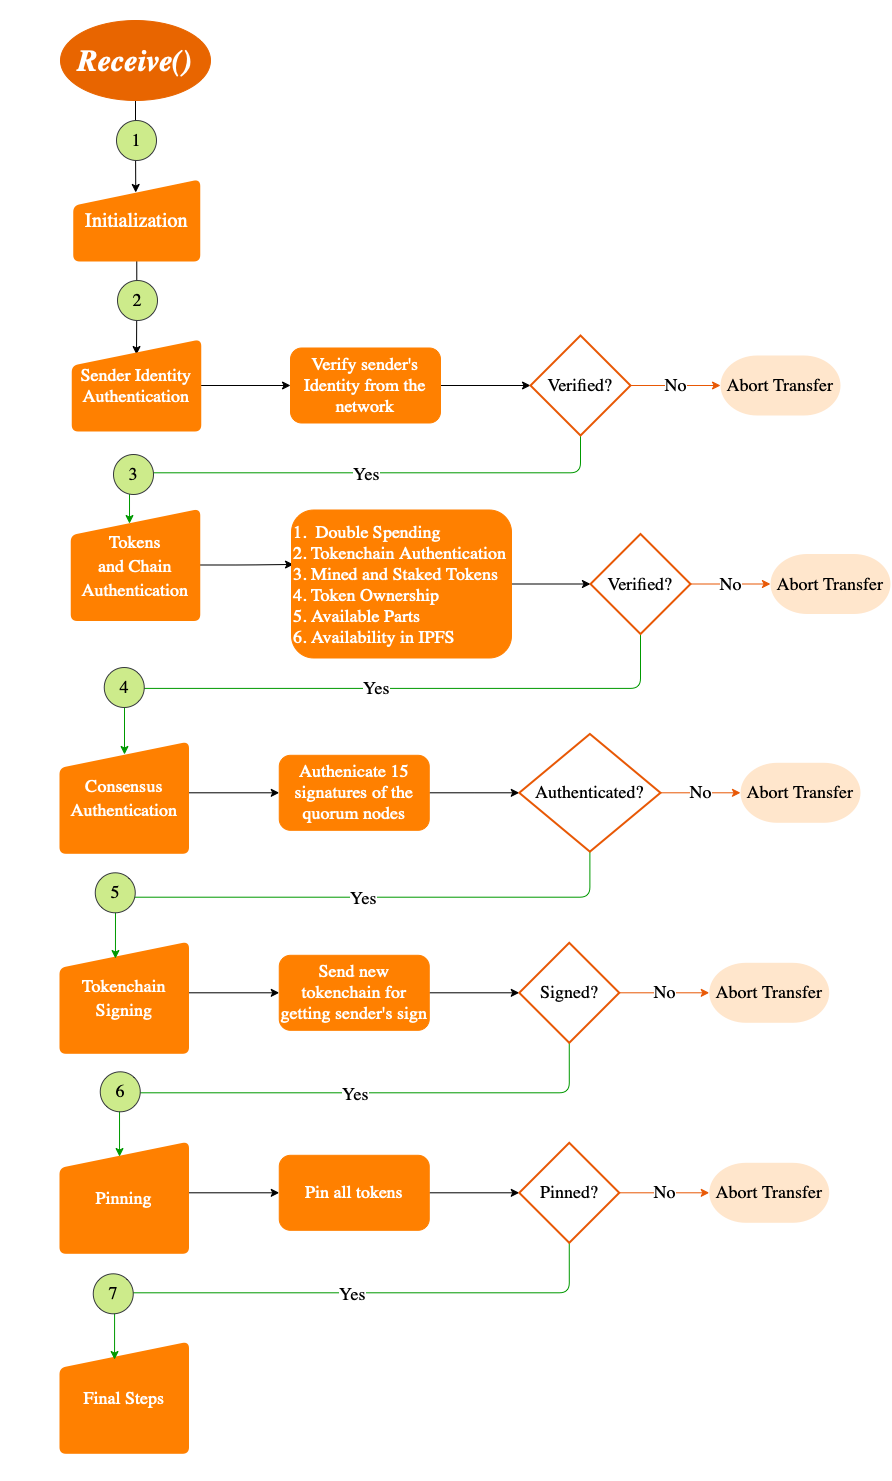 Receive()
1
Initialization
2
Sender Identity
Authentication
Verify sender's
Identity from the
network
Verified?
No
Abort Transfer
Yes
3
Tokens
and Chain
Authentication
1.  Double Spending
2. Tokenchain Authentication
3. Mined and Staked Tokens
4. Token Ownership
5. Available Parts
6. Availability in IPFS
Verified?
No
Abort Transfer
Yes
4
Consensus
Authentication
Authenicate 15
signatures of the
quorum nodes
Authenticated?
No
Abort Transfer
Yes
5
Tokenchain
Signing
Send new
tokenchain for
getting sender's sign
Signed?
No
Abort Transfer
Yes
6
Pinning
Pin all tokens
Pinned?
No
Abort Transfer
Yes
7
Final Steps